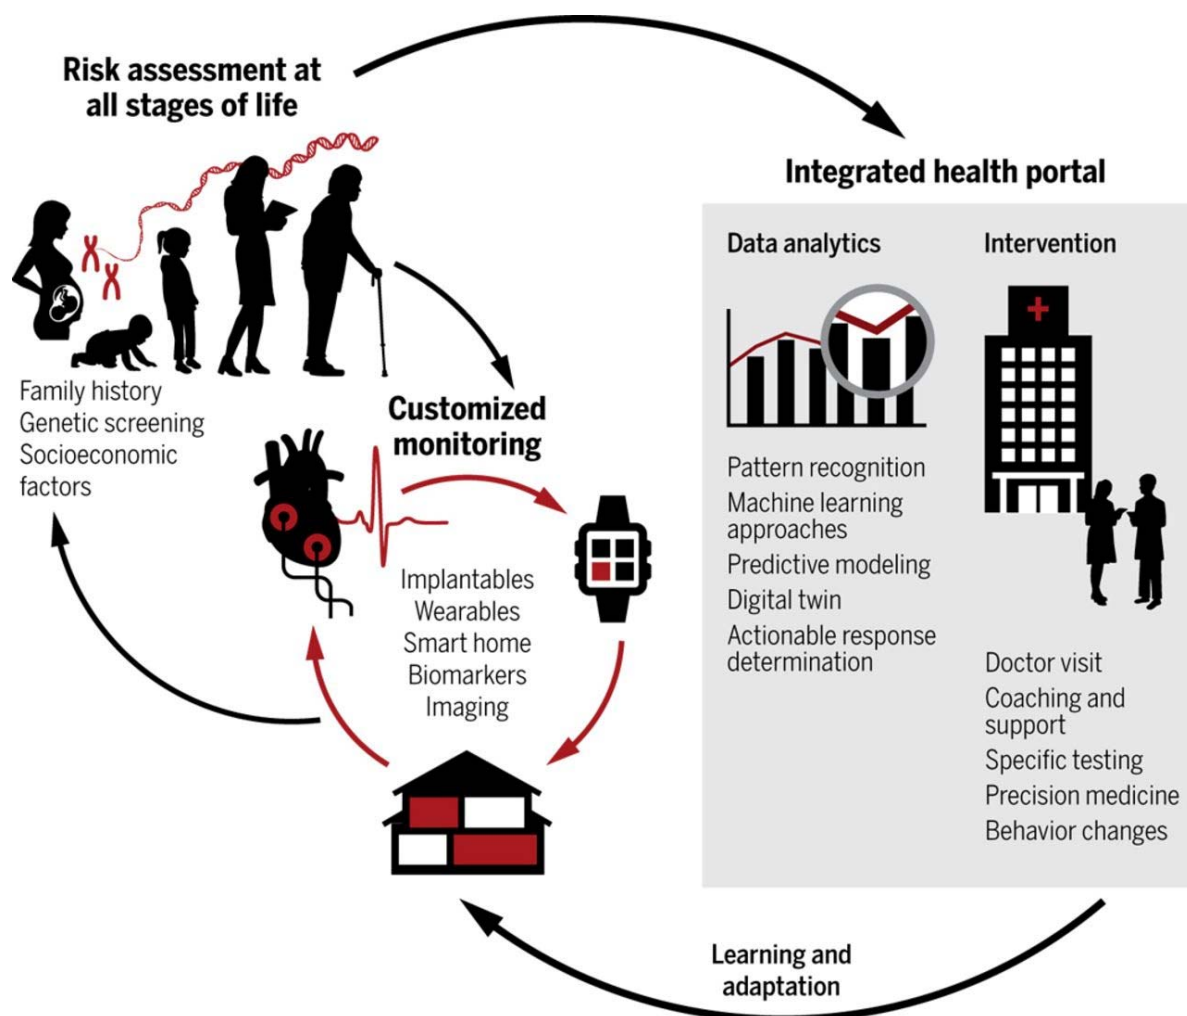 Risk assessment at
all stages of life
Family history
Genetic screening
Socioeconomic
factors
Customized
monitoring
Implantables
Wearables
Smart home
Biomarkers
Imaging
Integrated health portal
Data analytics
Pattern recognition
Machine learning
approaches
Predictive modeling
Digital twin
Actionable response
determination
Intervention
Doctor visit
Coaching and
support
Specific testing
Precision medicine
Behavior changes
Learning and
adaptation